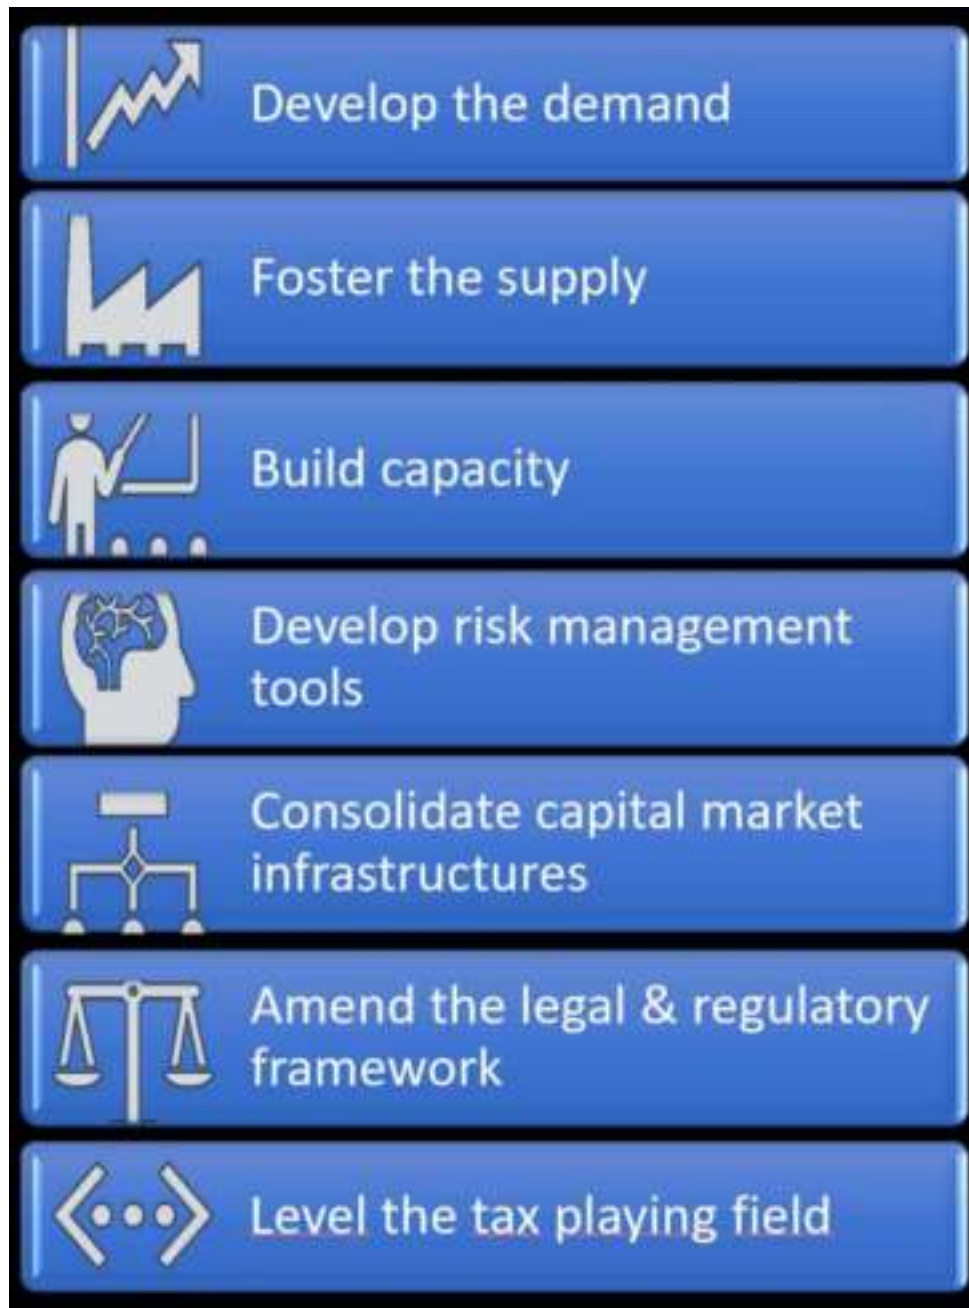 Develop the demand
Foster the supply
Build capacity
Develop risk management
tools
Consolidate capital market
infrastructures
Amend the legal & regulatory
framework
Level the tax playing field